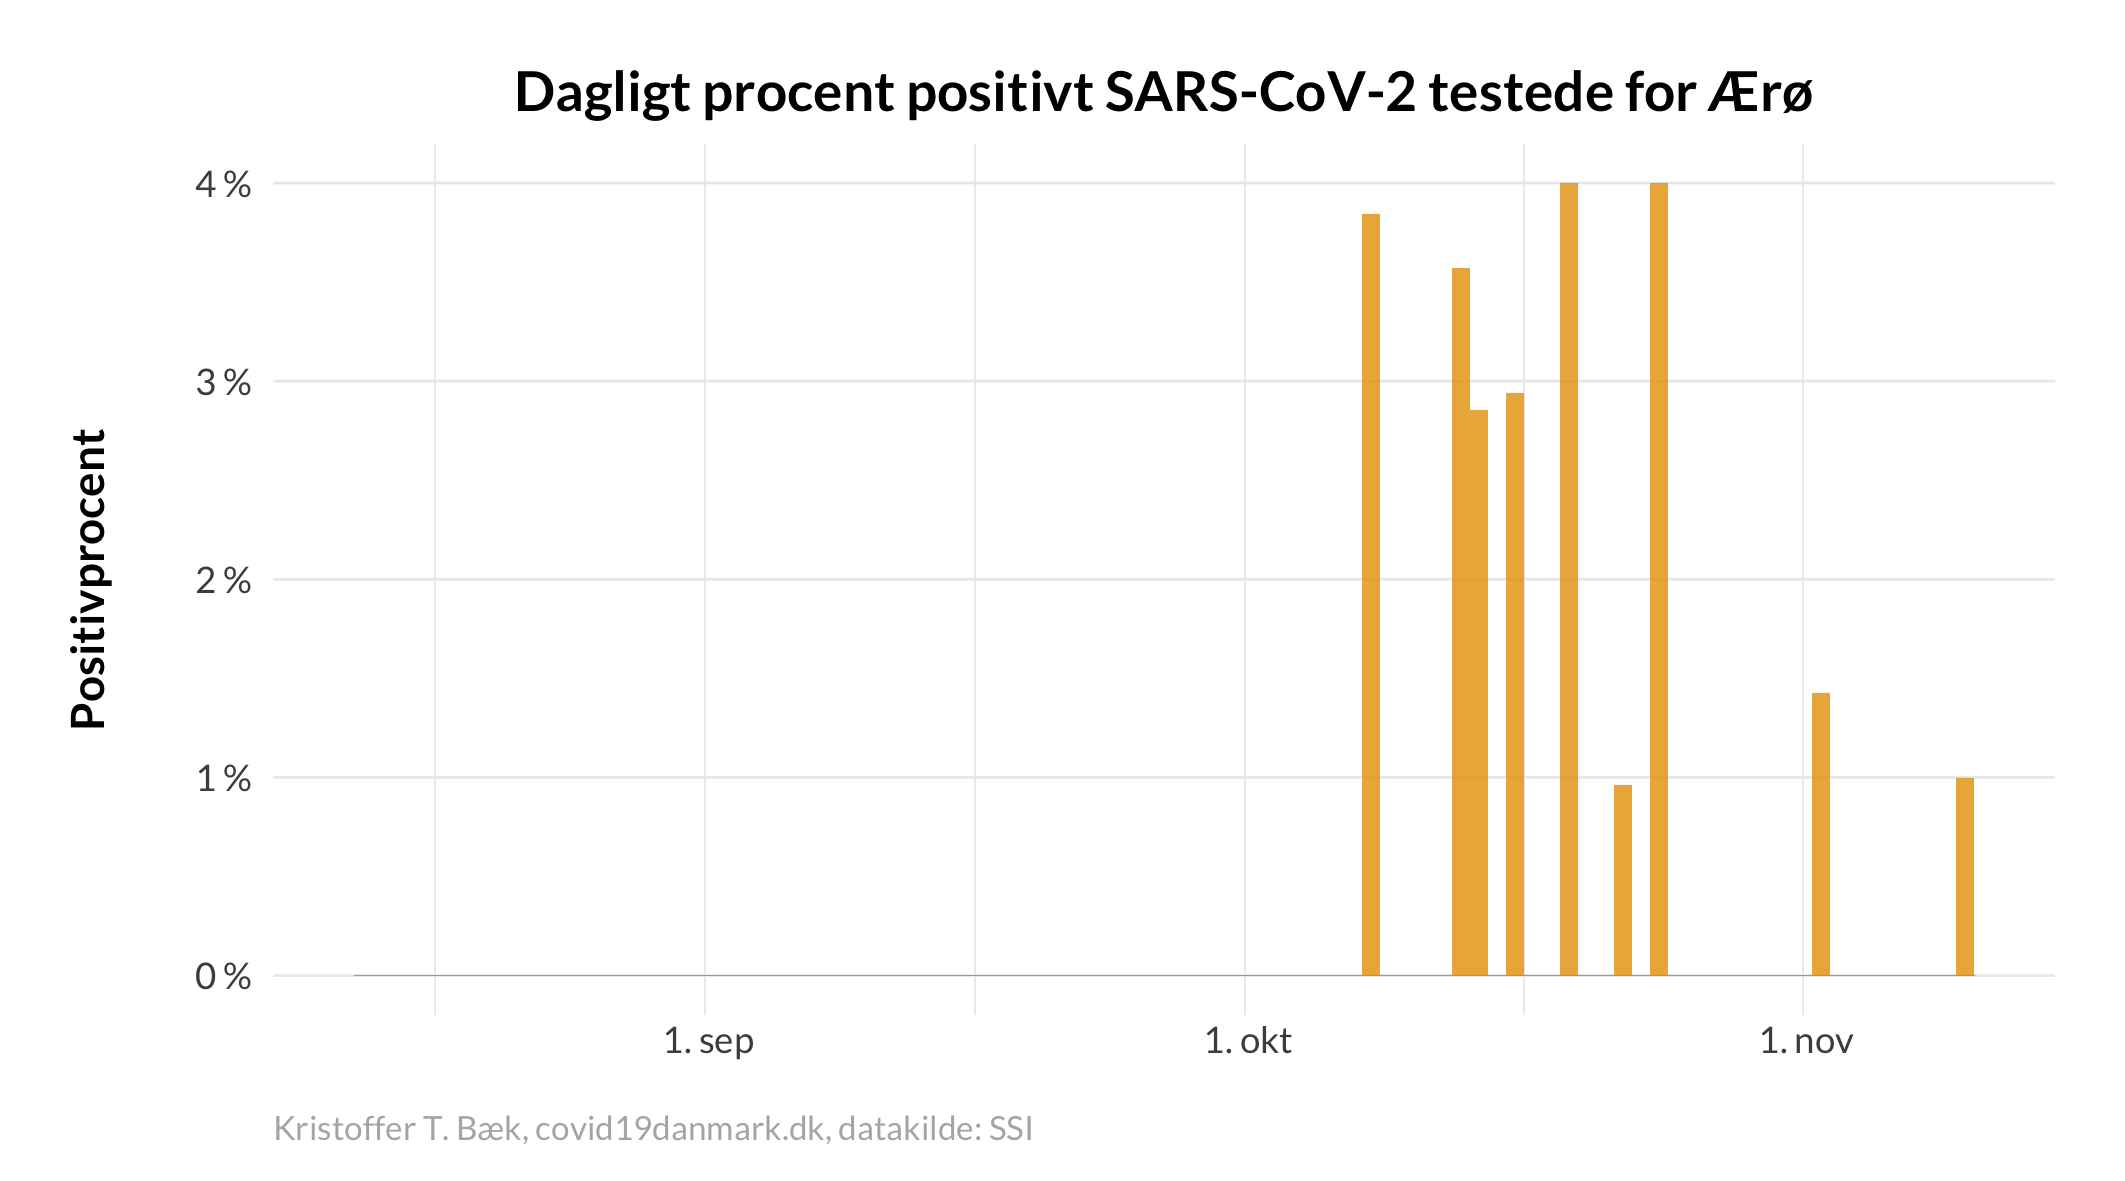 Dagligt procent positivt SARS-CoV-2 testede for Ærø
Positivprocent
4 %
3 %
2 %
1 %
0 %
1. sep
1. okt
1. nov
Kristoffer T. Bæk, covid19danmark.dk, datakilde: SSI